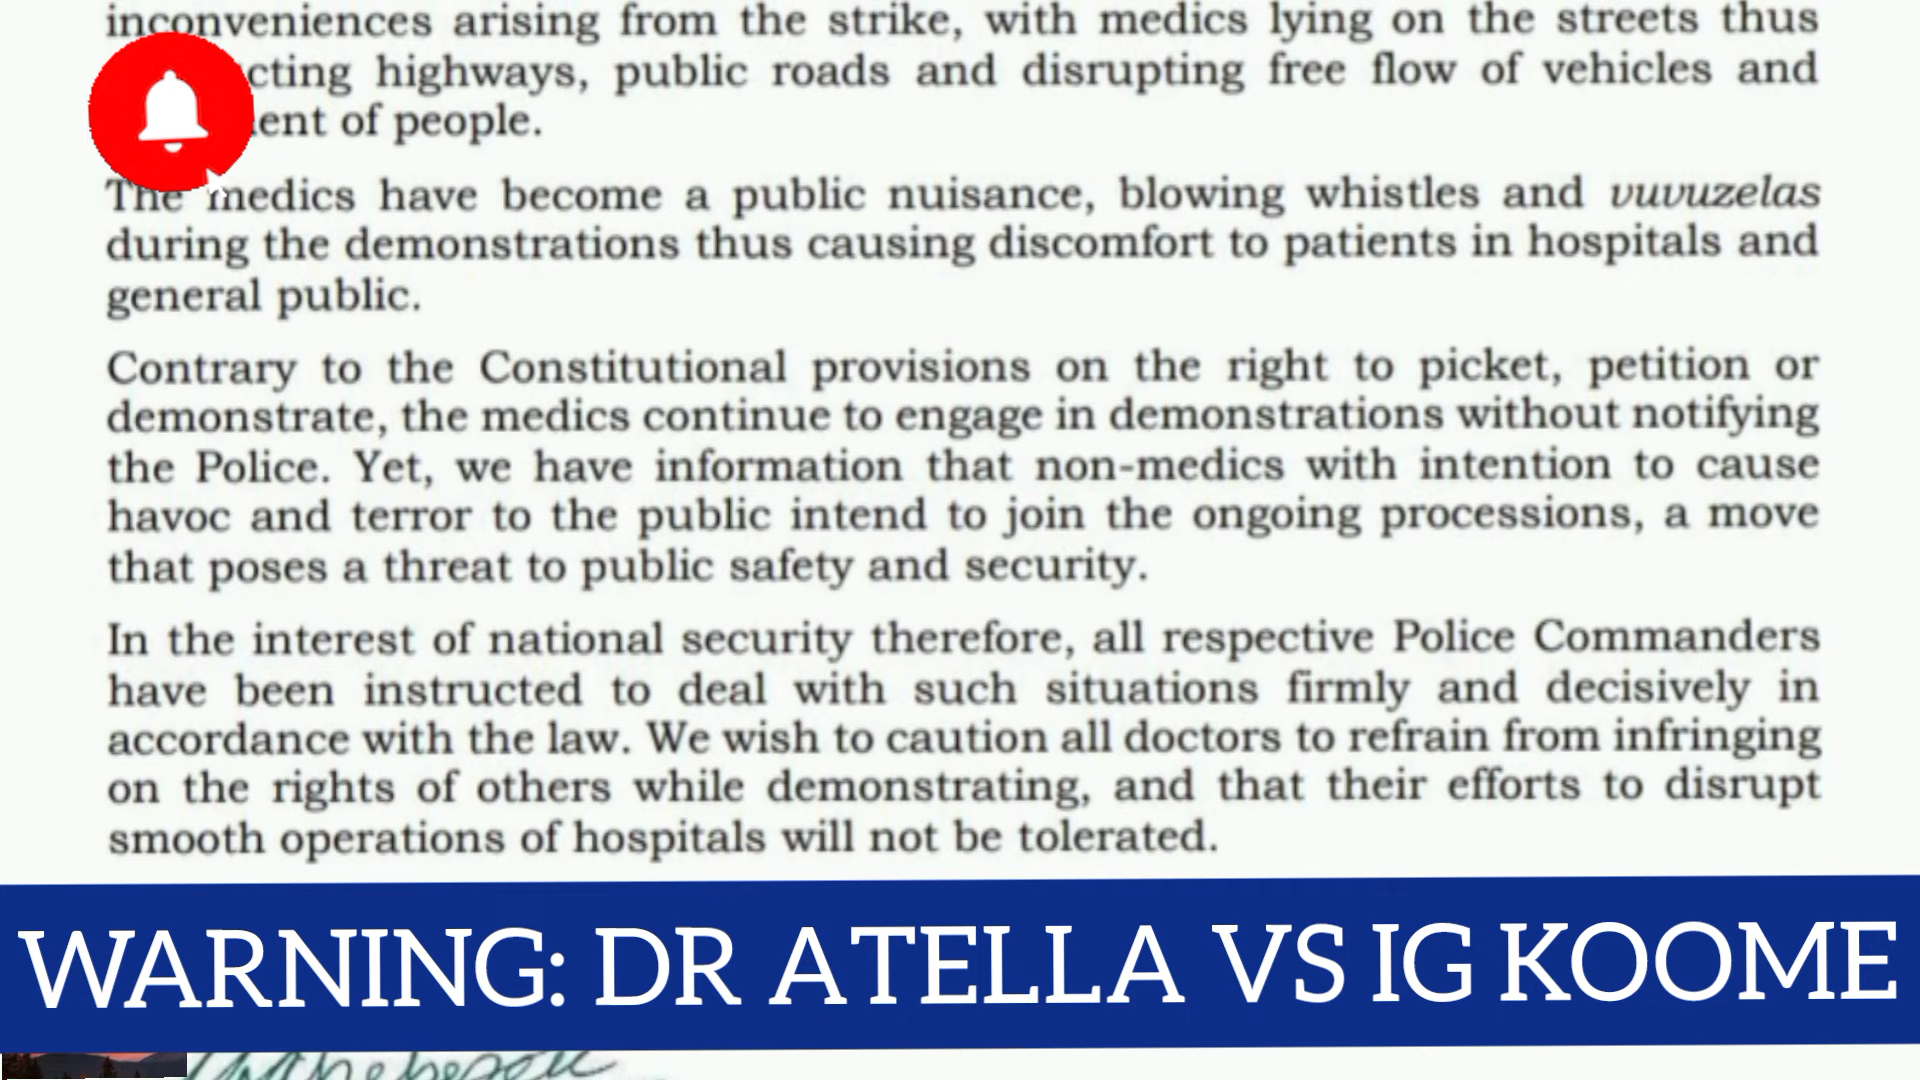 inconveniences arising from the strike, with medics lying on the streets thus
cting highways, public roads and disrupting free flow of vehicles and
ent of people.
The medics have become a public nuisance, blowing whistles and vuvuzelas
during the demonstrations thus causing discomfort to patients in hospitals and
general public.
Contrary to the Constitutional provisions on the right to picket, petition or
demonstrate, the medics continue to engage in demonstrations without notifying
the Police. Yet, we have information that non-medics with intention to cause
havoc and terror to the public intend to join the ongoing processions, a move
that poses a threat to public safety and security.
In the interest of national security therefore, all respective Police Commanders
have been instructed to deal with such situations firmly and decisively in
accordance with the law. We wish to caution all doctors to refrain from infringing
on the rights of others while demonstrating, and that their efforts to disrupt
smooth operations of hospitals will not be tolerated.
WARNING: DR ATELLA VS IG KOOME